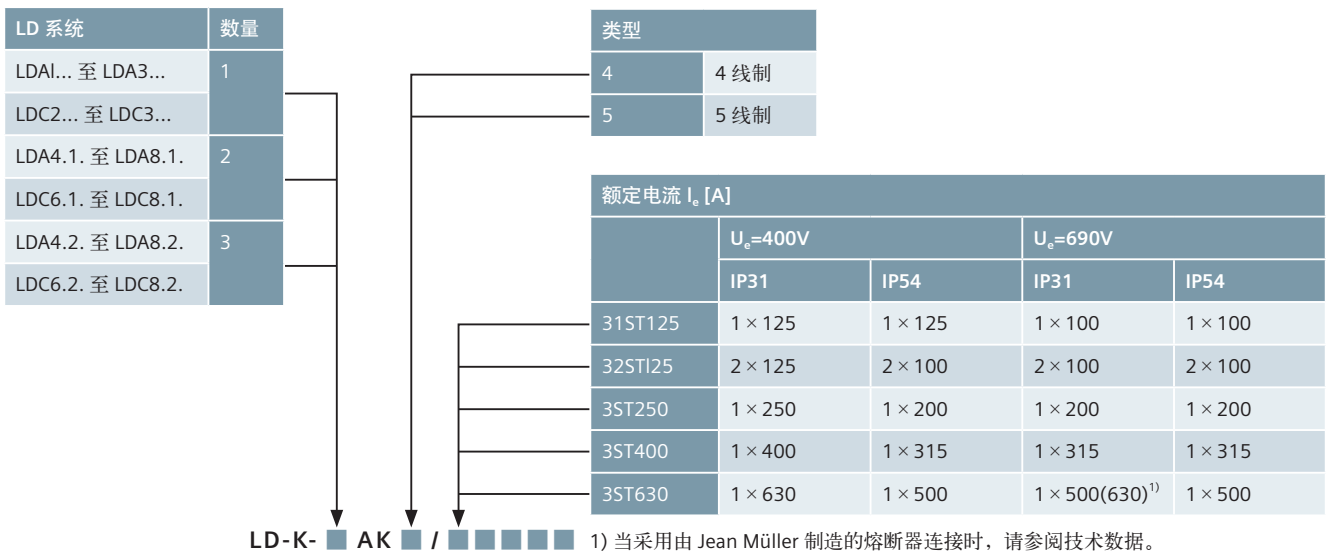 LD 系统 数量
LDAl... 至 LDA3... 1
LDC2... 至 LDC3...
LDA4.1. 至 LDA8.1. 2
LDC6.1. 至 LDC8.1.
LDA4.2. 至 LDA8.2. 3
LDC6.2. 至 LDC8.2.
类型
4 4 线制
5 5 线制
额定电流 Iₑ [A]
Uₑ=400V Uₑ=690V
IP31 IP54 IP31 IP54
31ST125 1×125 1×125 1×100 1×100
32STl25 2×125 2×100 2×100 2×100
3ST250 1×250 1×200 1×200 1×200
3ST400 1×400 1×315 1×315 1×315
3ST630 1×630 1×500 1×500(630)¹⁾ 1×500
LD-K- ■ AK ■ / ■ ■ ■ ■ ■
1) 当采用由 Jean Müller 制造的熔断器连接时，请参阅技术数据。